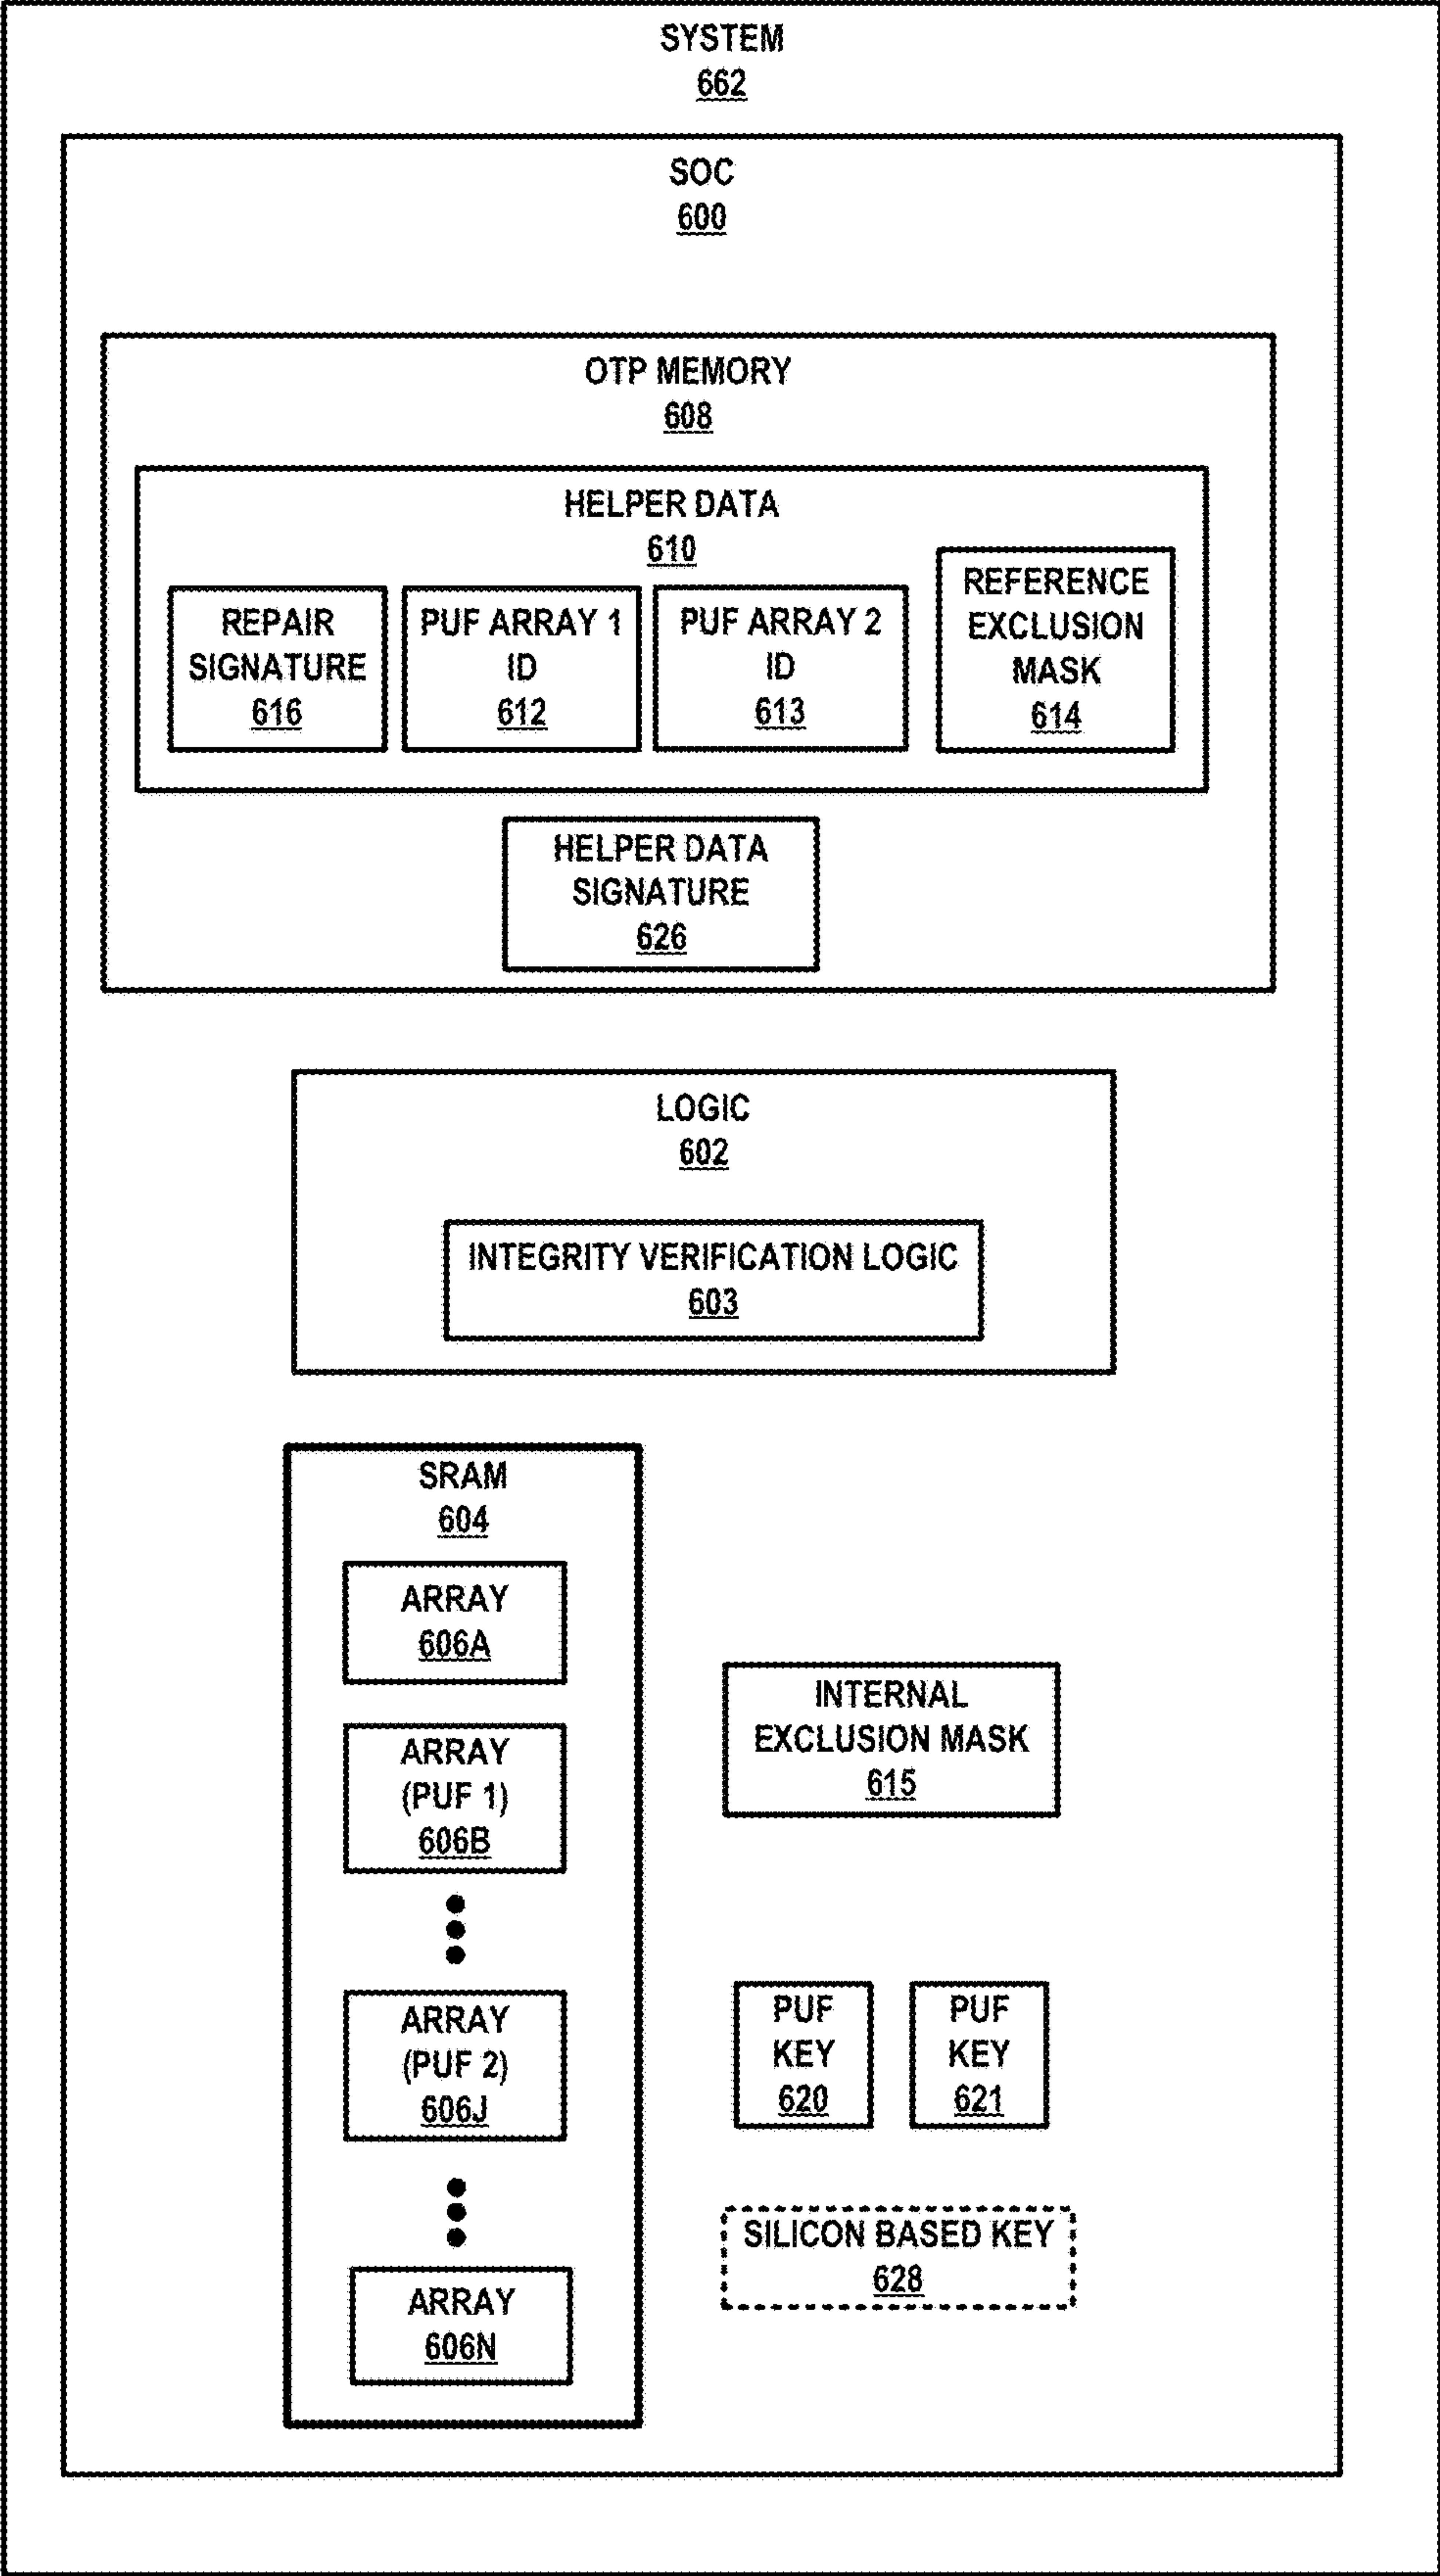 SYSTEM
662
SOC
600
OTP MEMORY
608
HELPER DATA
610
REPAIR
SIGNATURE
616
PUF ARRAY 1
ID
612
PUF ARRAY 2
ID
613
REFERENCE
EXCLUSION
MASK
614
HELPER DATA
SIGNATURE
626
LOGIC
602
INTEGRITY VERIFICATION LOGIC
603
SRAM
604
ARRAY
606A
ARRAY
(PUF 1)
606B
ARRAY
(PUF 2)
606J
ARRAY
606N
INTERNAL
EXCLUSION MASK
615
PUF
KEY
620
PUF
KEY
621
SILICON BASED KEY
628